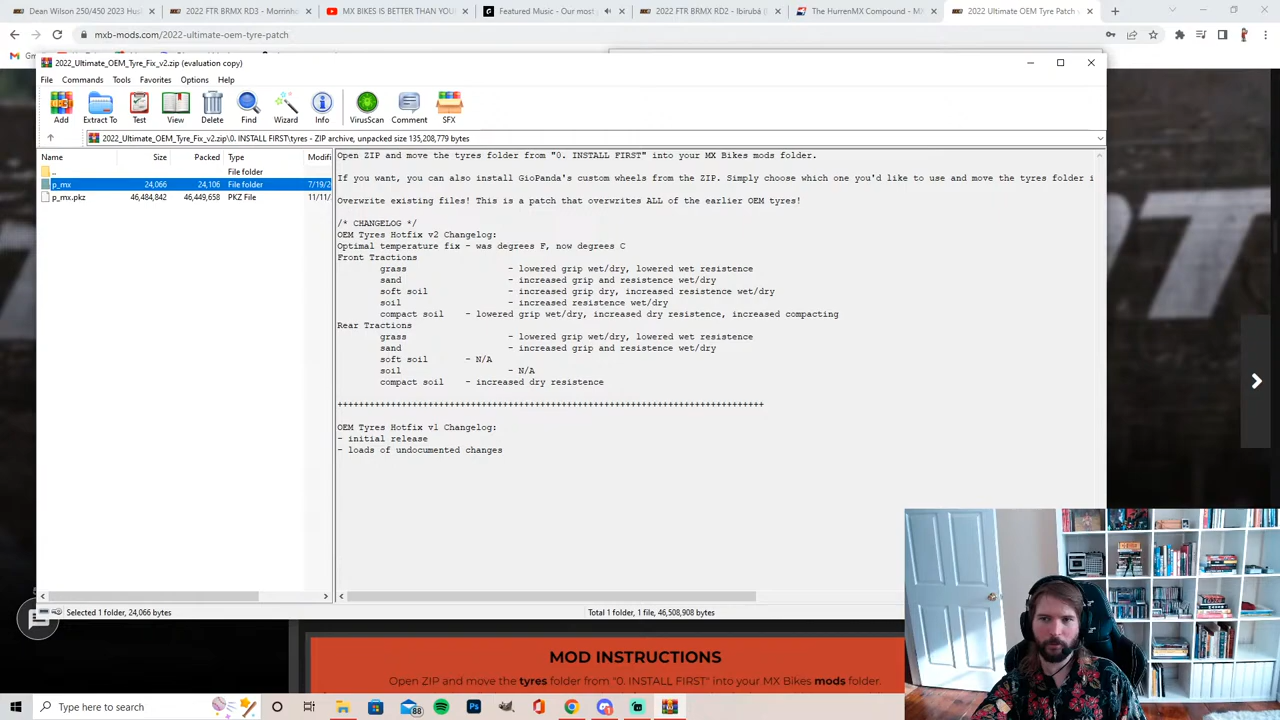 Dean Wilson 250/450 2023 Husk
2022 FTR BRMX RD3 - Morrinho
MX BIKES IS BETTER THAN YOUR
Featured Music - Our most
2022 FTR BRMX RD2 - Ibirubá (
The HurrenMX Compound - M
2022 Ultimate OEM Tyre Patch
mxb-mods.com/2022-ultimate-oem-tyre-patch
2022_Ultimate_OEM_Tyre_Fix_v2.zip (evaluation copy)
File Commands Tools Favorites Options Help
Add Extract To Test View Delete Find Wizard Info VirusScan Comment SFX
2022_Ultimate_OEM_Tyre_Fix_v2.zip\0. INSTALL FIRST\tyres - ZIP archive, unpacked size 135,208,779 bytes
Name Size Packed Type Modifi
.. File folder
p_mx 24,066 24,106 File folder 7/19/2
p_mx.pkz 46,484,842 46,449,658 PKZ File 11/11/
Open ZIP and move the tyres folder from "0. INSTALL FIRST" into your MX Bikes mods folder.
If you want, you can also install GioPanda's custom wheels from the ZIP. Simply choose which one you'd like to use and move the tyres folder i
Overwrite existing files! This is a patch that overwrites ALL of the earlier OEM tyres!
/* CHANGELOG */
OEM Tyres Hotfix v2 Changelog:
Optimal temperature fix - was degrees F, now degrees C
Front Tractions
grass - lowered grip wet/dry, lowered wet resistence
sand - increased grip and resistence wet/dry
soft soil - increased grip dry, increased resistence wet/dry
soil - increased resistence wet/dry
compact soil - lowered grip wet/dry, increased dry resistence, increased compacting
Rear Tractions
grass - lowered grip wet/dry, lowered wet resistence
sand - increased grip and resistence wet/dry
soft soil - N/A
soil - N/A
compact soil - increased dry resistence
++++++++++++++++++++++++++++++++++++++++++++++++++++++++++++++++++++++++++++++++
OEM Tyres Hotfix v1 Changelog:
- initial release
- loads of undocumented changes
Selected 1 folder, 24,066 bytes
Total 1 folder, 1 file, 46,508,908 bytes
MOD INSTRUCTIONS
Open ZIP and move the tyres folder from "0. INSTALL FIRST" into your MX Bikes mods folder.
Type here to search
88